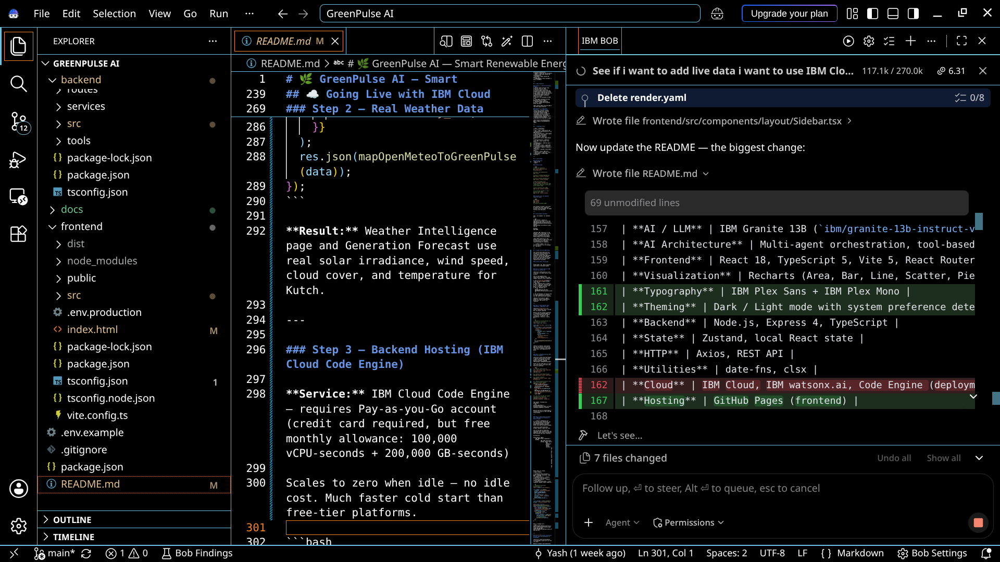 File Edit Selection View Go Run ··· GreenPulse AI Upgrade your plan
EXPLORER
GREENPULSE AI
backend
routes
services
src
tools
package-lock.json
package.json
tsconfig.json
docs
frontend
dist
node_modules
public
src
.env.production
index.html M
package-lock.json
package.json
tsconfig.json 1
tsconfig.node.json
vite.config.ts
.env.example
.gitignore
package.json
README.md M
OUTLINE
TIMELINE
12
README.md M
README.md > abc # 🌿 GreenPulse AI — Smart Renewable Energ
1 # 🌿 GreenPulse AI — Smart
239 ## ☁️ Going Live with IBM Cloud
269 ### Step 2 — Real Weather Data
286 }}
287 );
288 res.json(mapOpenMeteoToGreenPulse
(data));
289 });
290 ```
291
292 **Result:** Weather Intelligence
page and Generation Forecast use
real solar irradiance, wind speed,
cloud cover, and temperature for
Kutch.
293
294 ---
295
296 ### Step 3 — Backend Hosting (IBM
Cloud Code Engine)
297
298 **Service:** IBM Cloud Code Engine
— requires Pay-as-you-Go account
(credit card required, but free
monthly allowance: 100,000
vCPU-seconds + 200,000 GB-seconds)
299
300 Scales to zero when idle — no idle
cost. Much faster cold start than
free-tier platforms.
301
302 ```bash
IBM BOB
See if i want to add live data i want to use IBM Clo... 117.1k / 270.0k 6.31
Delete render.yaml 0/8
Wrote file frontend/src/components/layout/Sidebar.tsx
Now update the README — the biggest change:
Wrote file README.md
69 unmodified lines
157 | **AI / LLM** | IBM Granite 13B (`ibm/granite-13b-instruct-v
158 | **AI Architecture** | Multi-agent orchestration, tool-based
159 | **Frontend** | React 18, TypeScript 5, Vite 5, React Router
160 | **Visualization** | Recharts (Area, Bar, Line, Scatter, Pie
161 | **Typography** | IBM Plex Sans + IBM Plex Mono |
162 | **Theming** | Dark / Light mode with system preference dete
163 | **Backend** | Node.js, Express 4, TypeScript |
164 | **State** | Zustand, local React state |
165 | **HTTP** | Axios, REST API |
166 | **Utilities** | date-fns, clsx |
162 | **Cloud** | IBM Cloud, IBM watsonx.ai, Code Engine (deploym
167 | **Hosting** | GitHub Pages (frontend) |
168
Let's see...
7 files changed Undo all Show all
Follow up, ⏎ to steer, Alt ⏎ to queue, esc to cancel
Agent Permissions
main* 1 0 Bob Findings Yash (1 week ago) Ln 301, Col 1 Spaces: 2 UTF-8 LF { } Markdown Bob Settings